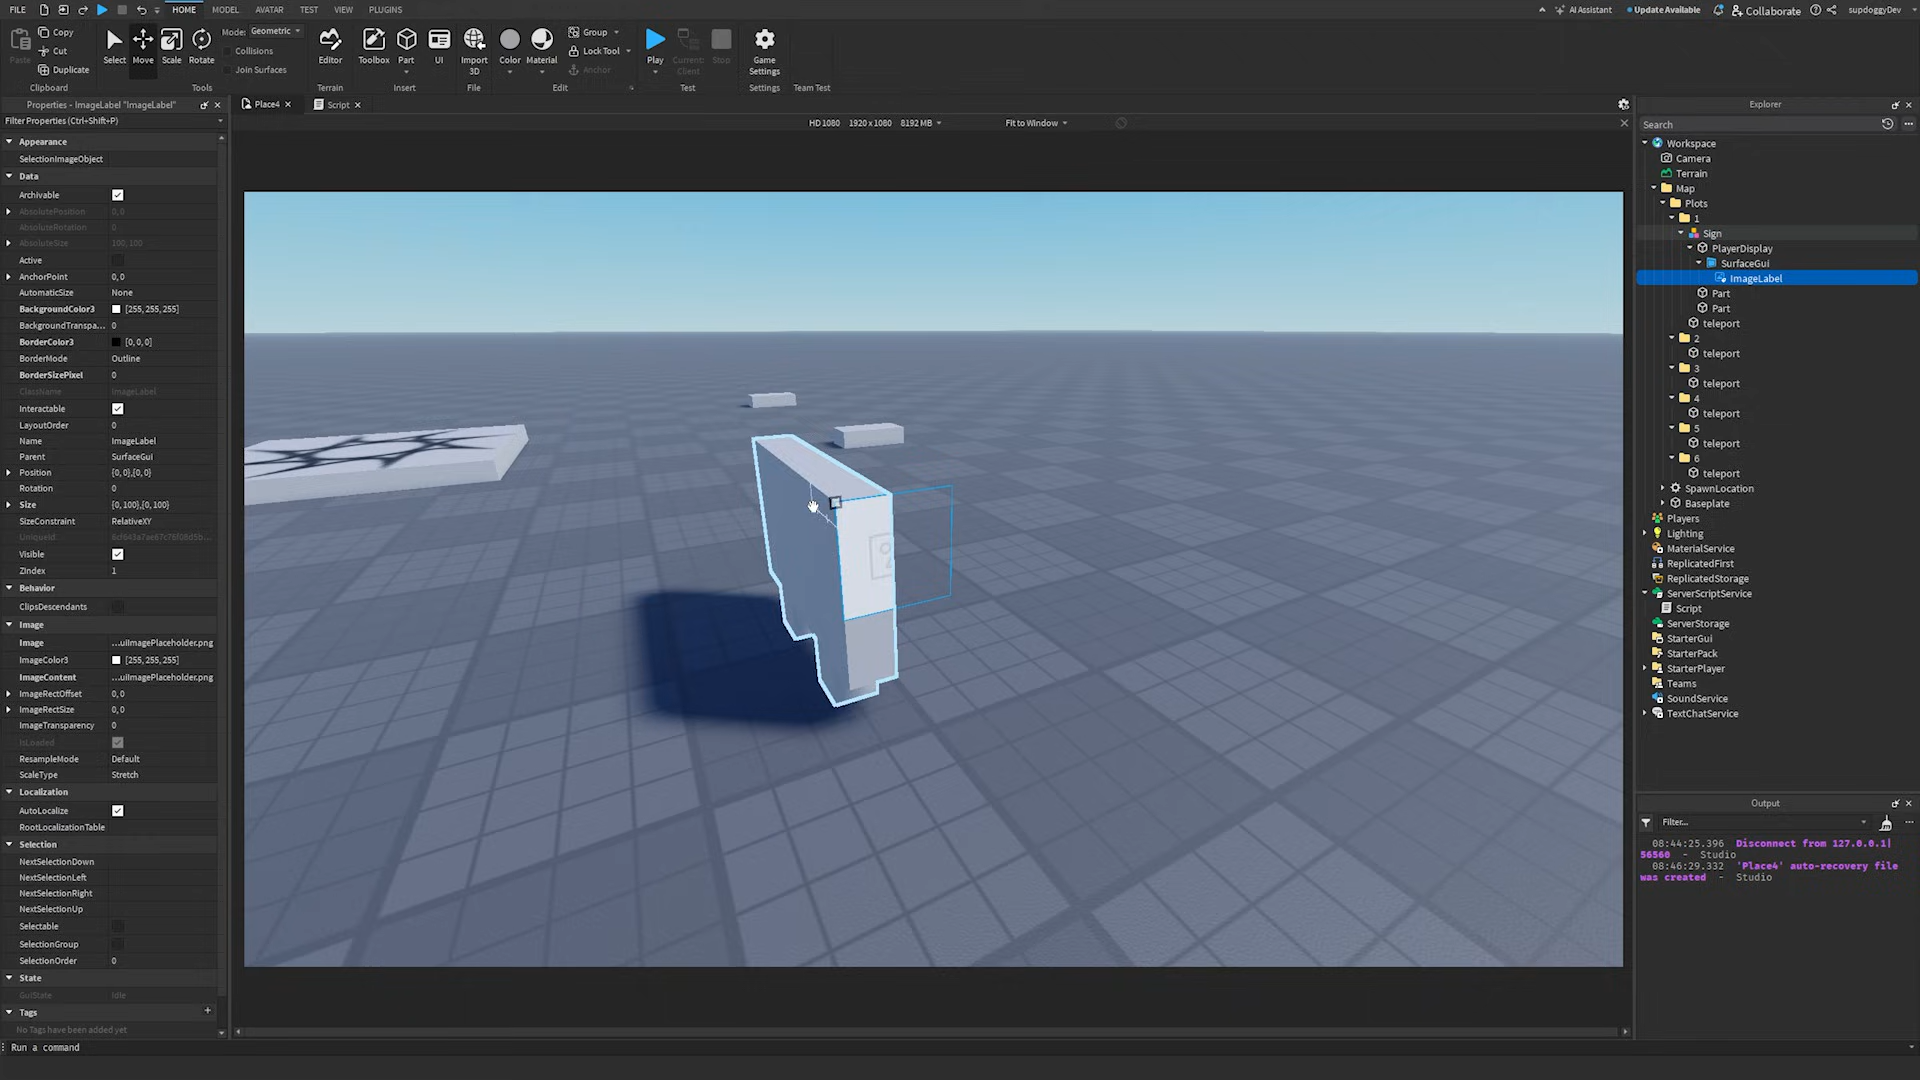 FILE HOME MODEL AVATAR TEST VIEW PLUGINS AI Assistant Update Available Collaborate supdoggyDev
Paste Copy Cut Duplicate Clipboard
Select Move Scale Rotate Mode: Geometric Collisions Join Surfaces Tools
Editor Terrain
Toolbox Part UI Insert
Import 3D File
Color Material Group Lock Tool Anchor Edit
Play Current: Client Stop Test
Game Settings Settings
Team Test
Properties - ImageLabel "ImageLabel"
Filter Properties (Ctrl+Shift+P)
Appearance
SelectionImageObject
Data
Archivable
AbsolutePosition 0, 0
AbsoluteRotation 0
AbsoluteSize 100, 100
Active
AnchorPoint 0, 0
AutomaticSize None
BackgroundColor3 [255, 255, 255]
BackgroundTranspa... 0
BorderColor3 [0, 0, 0]
BorderMode Outline
BorderSizePixel 0
ClassName ImageLabel
Interactable
LayoutOrder 0
Name ImageLabel
Parent SurfaceGui
Position {0, 0},{0, 0}
Rotation 0
Size {0, 100},{0, 100}
SizeConstraint RelativeXY
UniqueId
Visible
ZIndex 1
Behavior
ClipsDescendants
Image
Image ...uiImagePlaceholder.png
ImageColor3 [255, 255, 255]
ImageContent ...uiImagePlaceholder.png
ImageRectOffset 0, 0
ImageRectSize 0, 0
ImageTransparency 0
IsLoaded
ResampleMode Default
ScaleType Stretch
Localization
AutoLocalize
RootLocalizationTable
Selection
NextSelectionDown
NextSelectionLeft
NextSelectionRight
NextSelectionUp
Selectable
SelectionGroup
SelectionOrder 0
State
GuiState Idle
Tags
No Tags have been added yet
Run a command
Place4 Script
HD1080 1920 x 1080 8192 MB Fit to Window
Explorer
Search
Workspace
Camera
Terrain
Map
Plots
1
Sign
PlayerDisplay
SurfaceGui
ImageLabel
Part
Part
teleport
2
teleport
3
teleport
4
teleport
5
teleport
6
teleport
SpawnLocation
Baseplate
Players
Lighting
MaterialService
ReplicatedFirst
ReplicatedStorage
ServerScriptService
Script
ServerStorage
StarterGui
StarterPack
StarterPlayer
Teams
SoundService
TextChatService
Output
Filter...
08:44:25.396 Disconnect from 127.0.0.1|
56560 - Studio
08:46:29.332 'Place4' auto-recovery file
was created - Studio